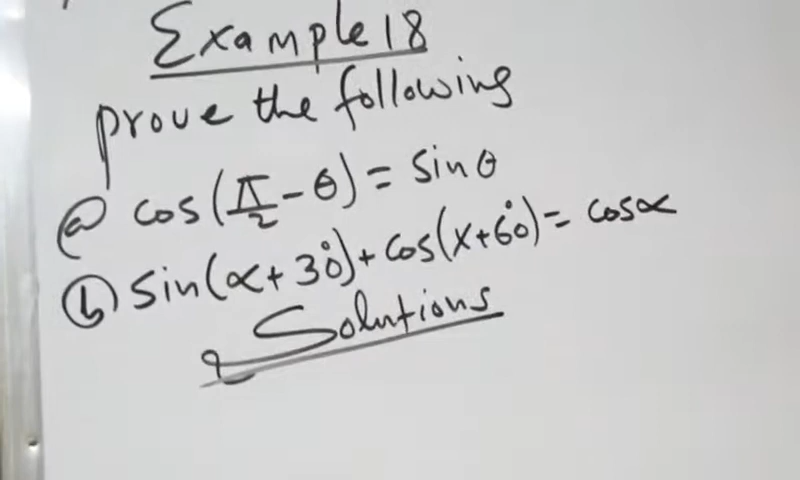 Example 18
prove the following
(a) cos(π/2 - θ) = sin θ
(b) sin(α + 30°) + cos(x + 60°) = cos α
Solutions